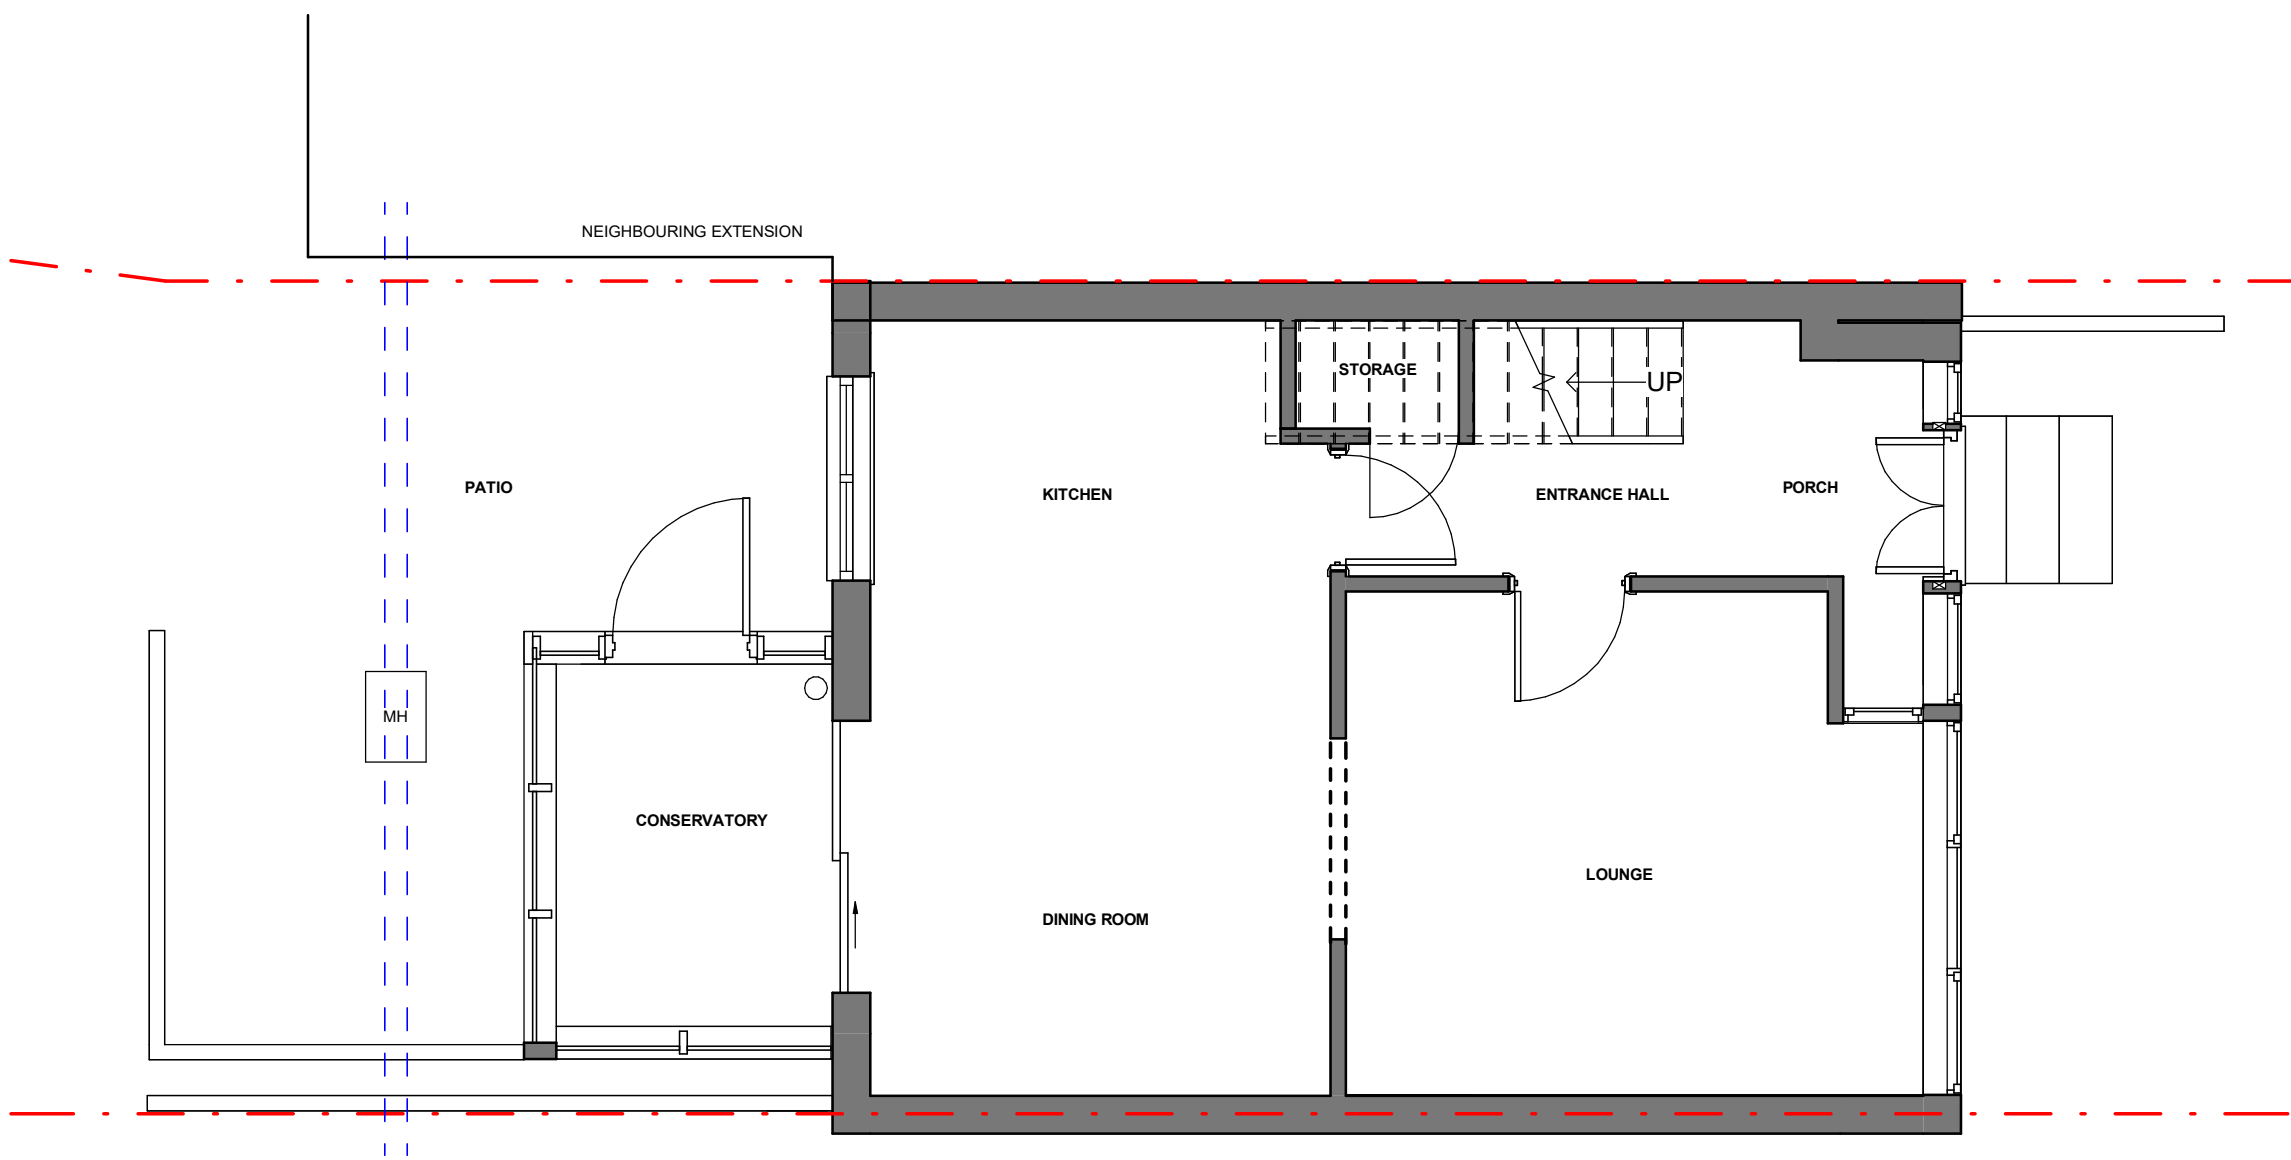 NEIGHBOURING EXTENSION
STORAGE
UP
PATIO
KITCHEN
ENTRANCE HALL
PORCH
MH
CONSERVATORY
LOUNGE
DINING ROOM